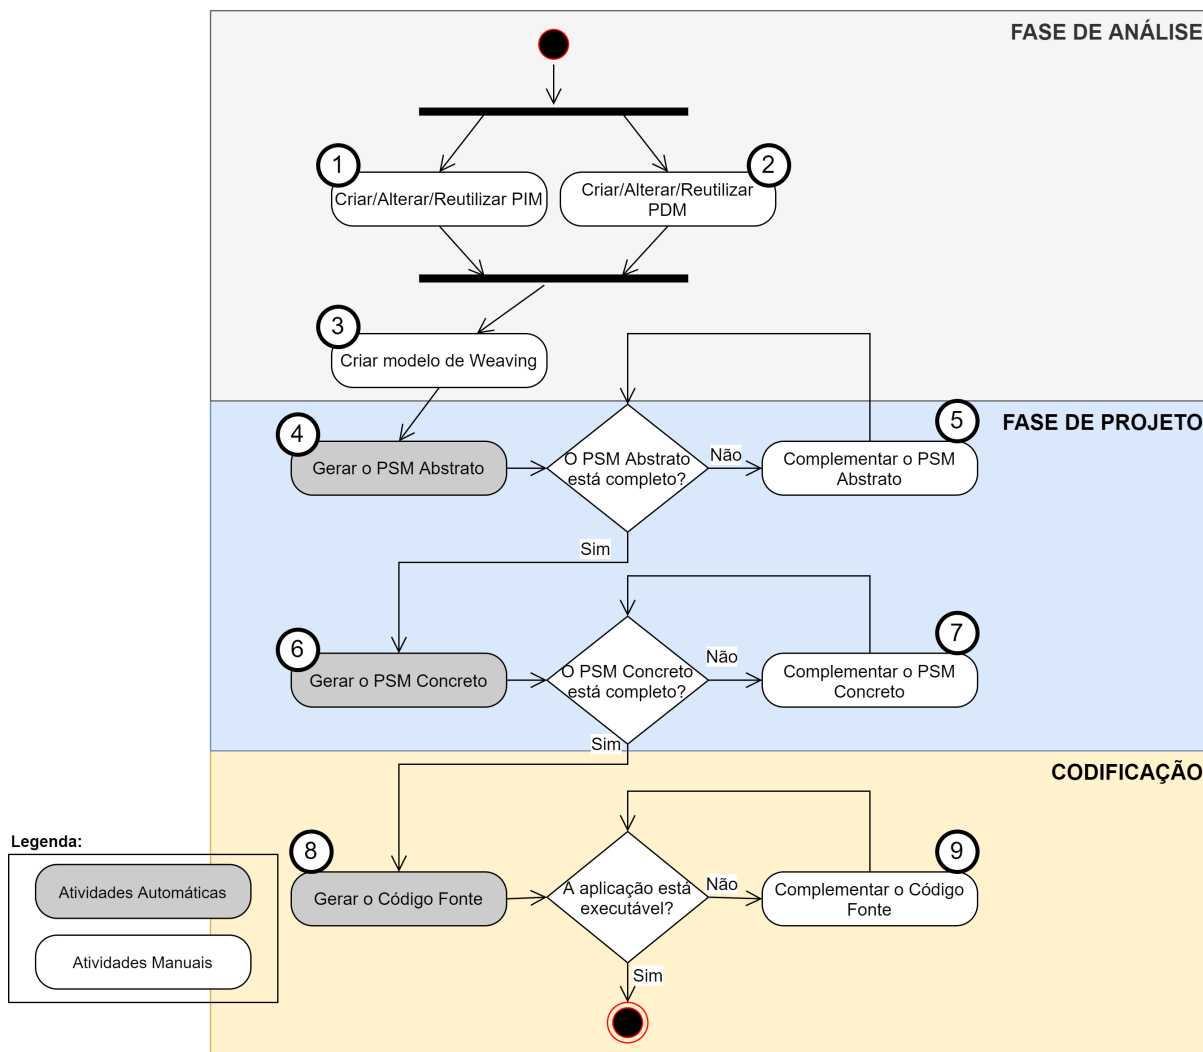 FASE DE ANÁLISE
1
2
Criar/Alterar/Reutilizar PIM
Criar/Alterar/Reutilizar
PDM
3
Criar modelo de Weaving
FASE DE PROJETO
4
5
Gerar o PSM Abstrato
O PSM Abstrato
está completo?
Não
Complementar o PSM
Abstrato
Sim
6
7
Gerar o PSM Concreto
O PSM Concreto
está completo?
Não
Complementar o PSM
Concreto
Sim
CODIFICAÇÃO
Legenda:
Atividades Automáticas
Atividades Manuais
8
9
Gerar o Código Fonte
A aplicação está
executável?
Não
Complementar o Código
Fonte
Sim